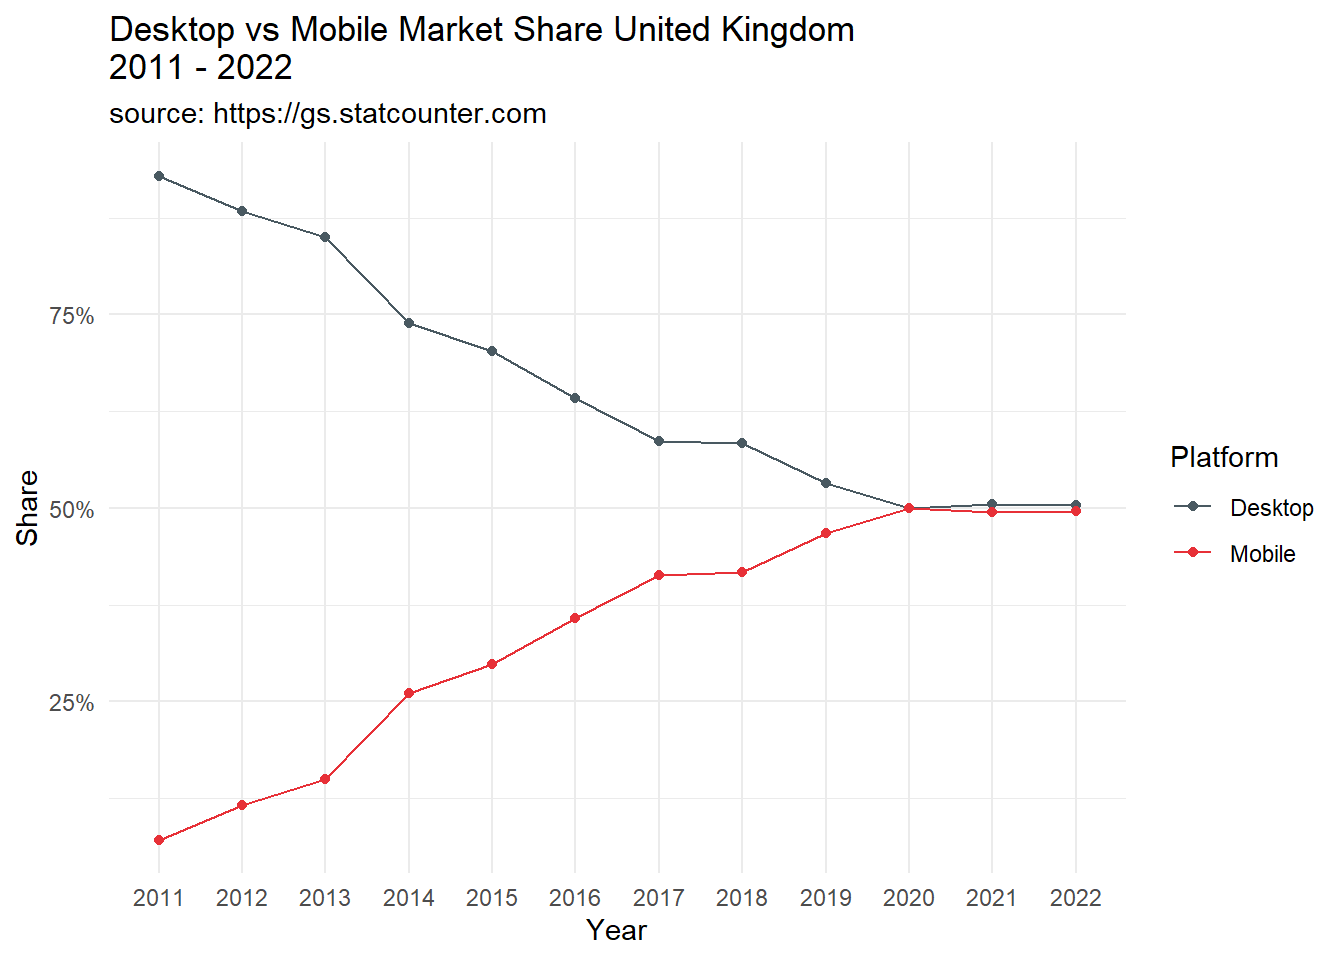 Desktop vs Mobile Market Share United Kingdom
2011 - 2022
source: https://gs.statcounter.com
75%
50%
25%
Share
2011 2012 2013 2014 2015 2016 2017 2018 2019 2020 2021 2022
Year
Platform
Desktop
Mobile